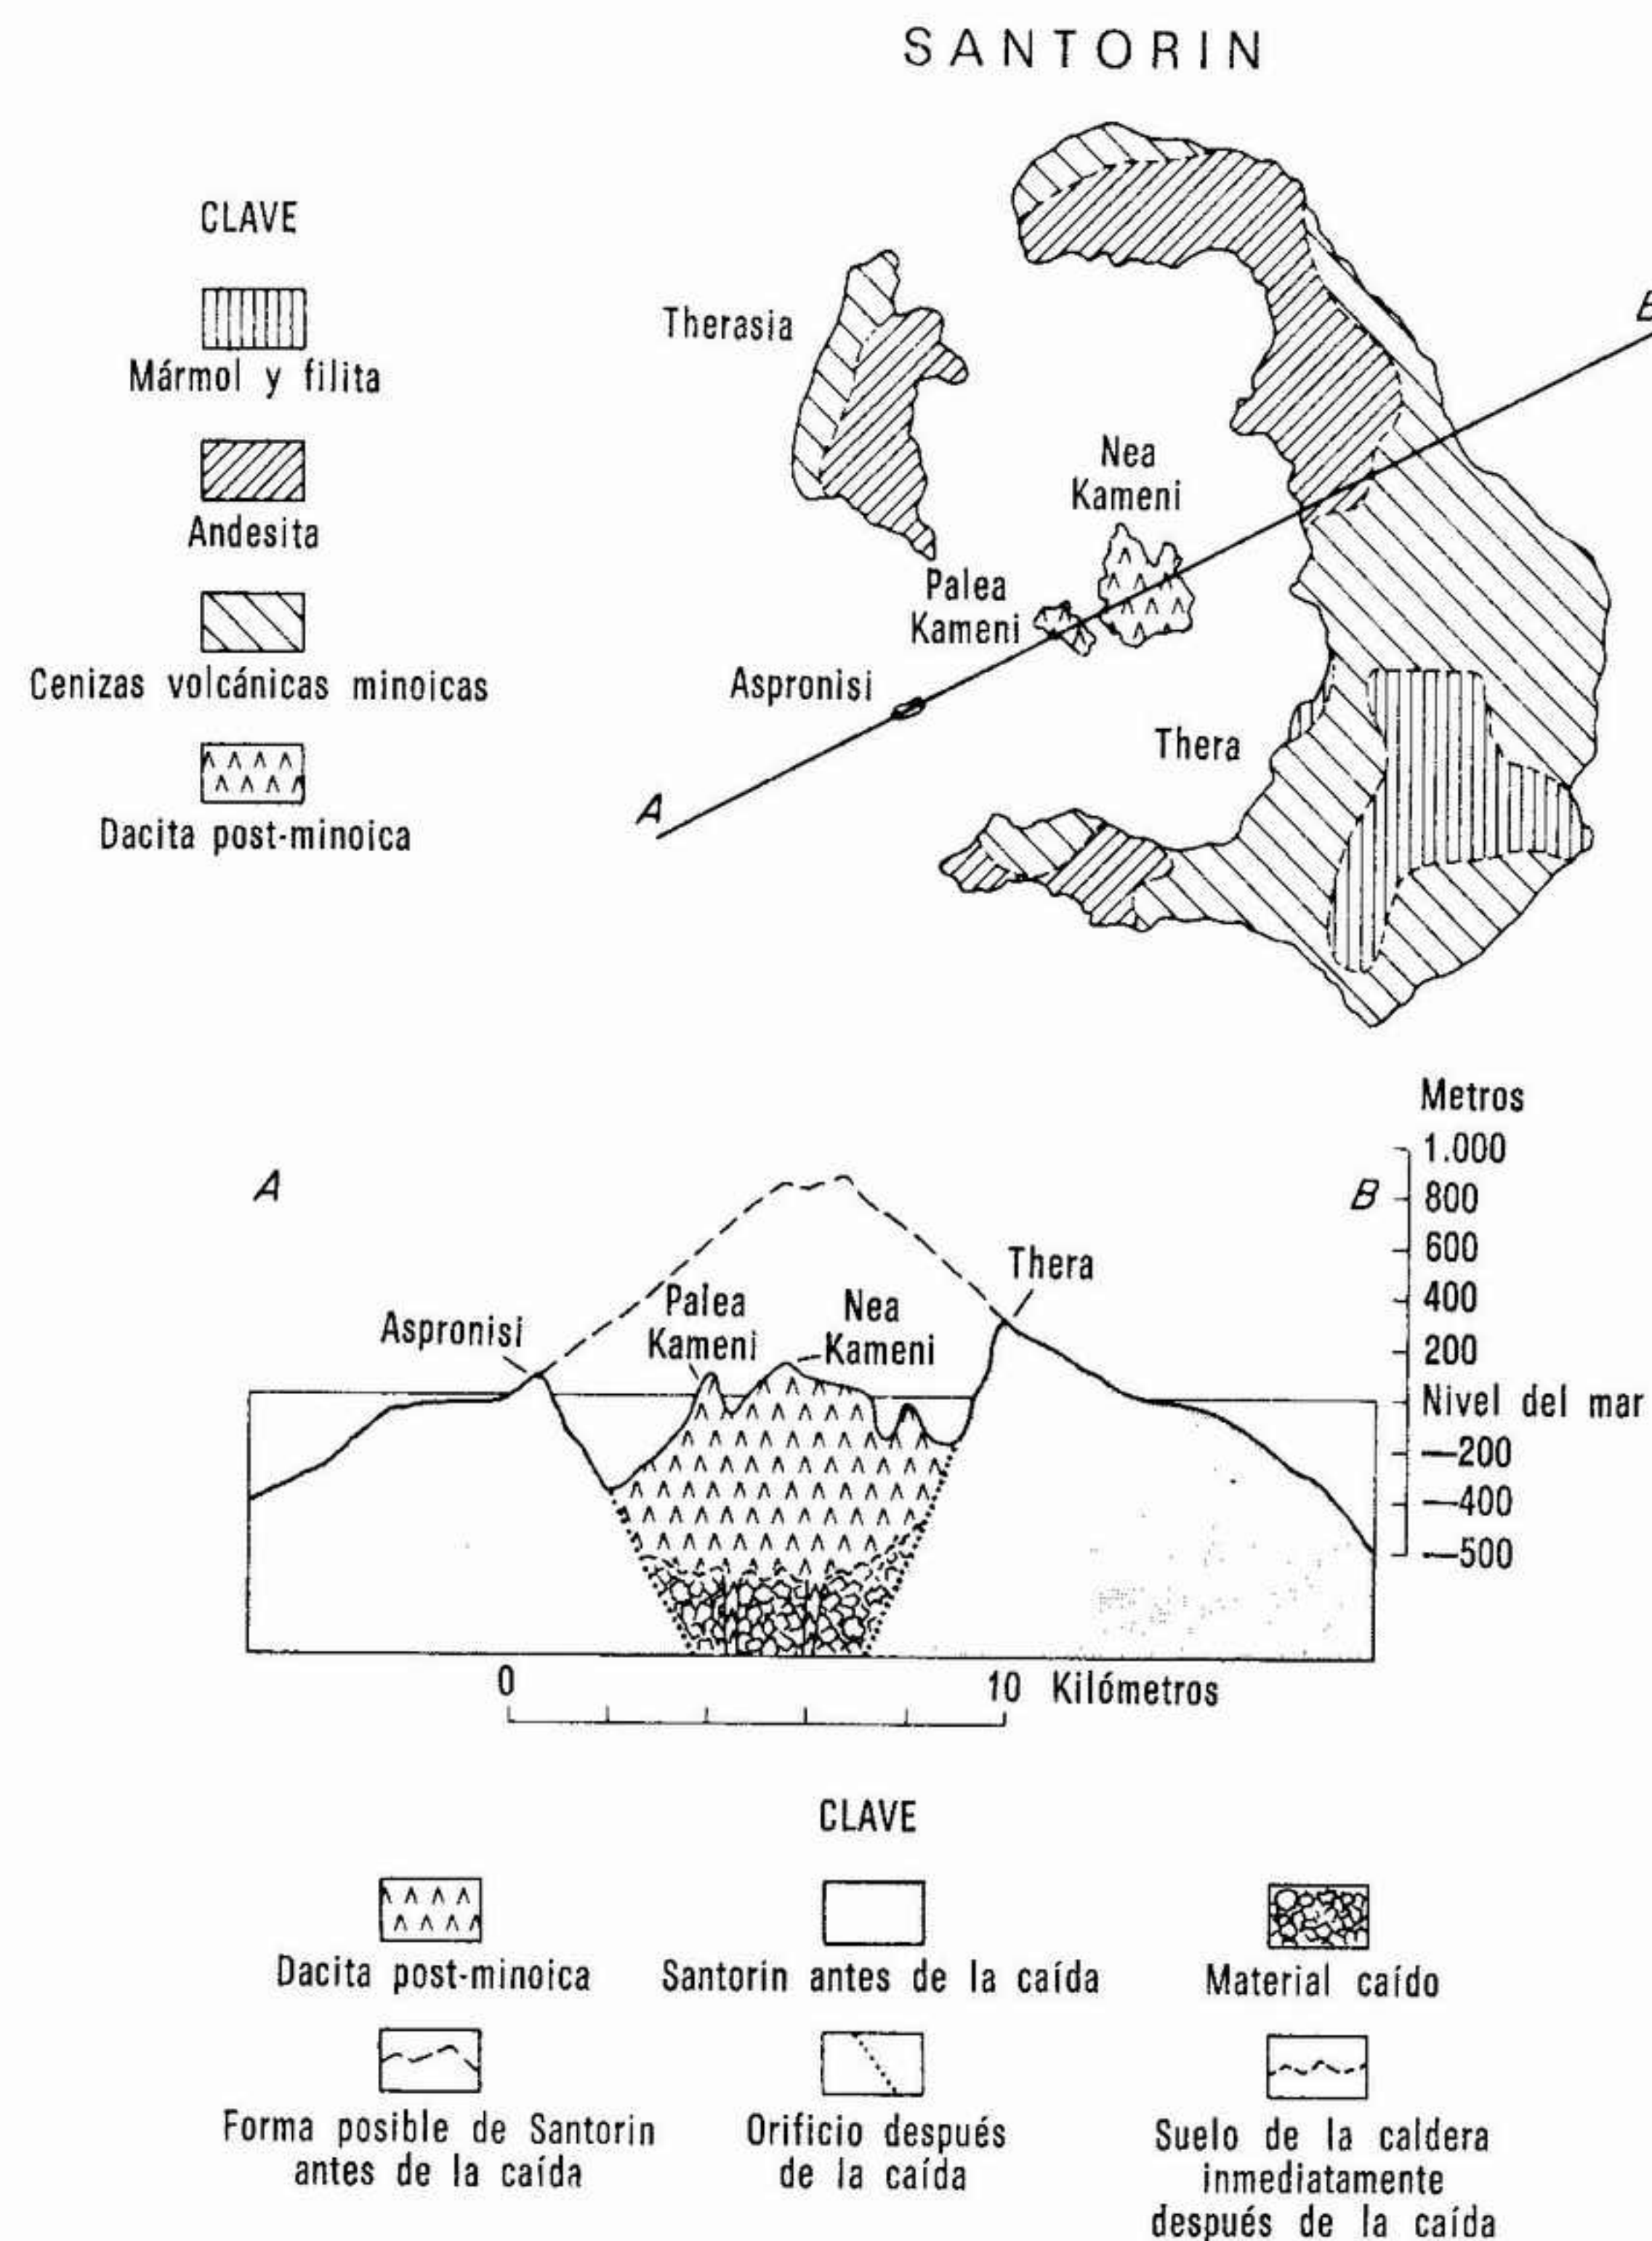 SANTORIN
CLAVE
Mármol y filita
Andesita
Cenizas volcánicas minoicas
Dacita post-minoica
Therasia
Nea
Kameni
Palea
Kameni
Aspronisi
Thera
A
B
Metros
1.000
800
600
400
200
Nivel del mar
—200
—400
—500
A
B
Aspronisi
Palea
Kameni
Nea
Kameni
Thera
0
10 Kilómetros
CLAVE
Dacita post-minoica
Santorin antes de la caída
Material caído
Forma posible de Santorin
antes de la caída
Orificio después
de la caída
Suelo de la caldera
inmediatamente
después de la caída